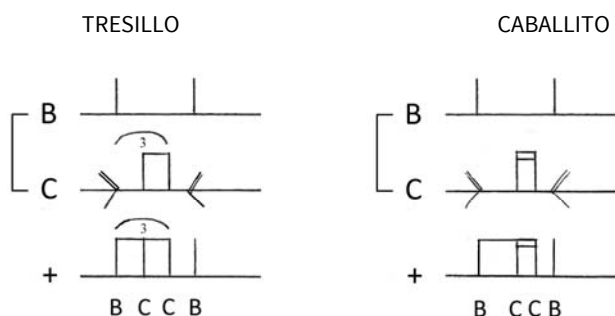 TRESILLO CABALLITO
B B
3
C C
3
+ +
B C C B B C C B